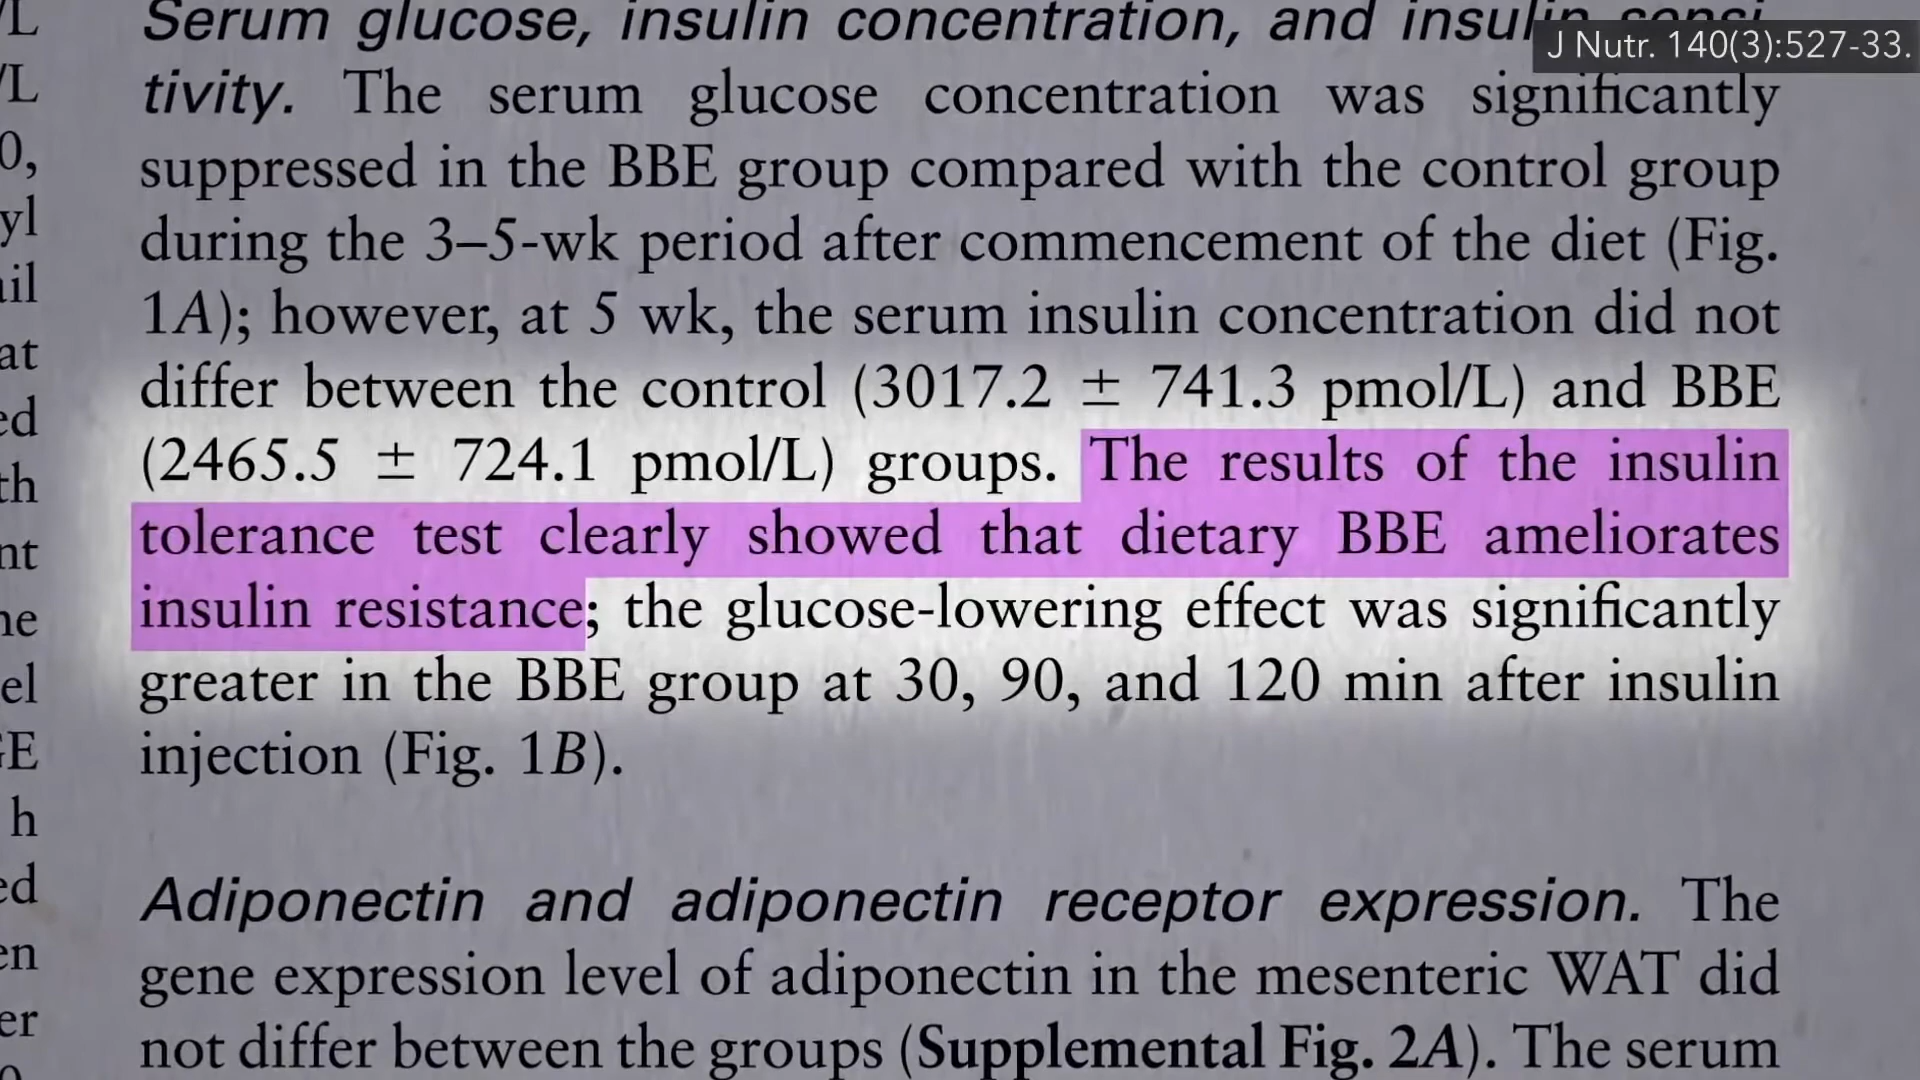 J Nutr. 140(3):527-33.
Serum glucose, insulin concentration, and insulin sensi
tivity. The serum glucose concentration was significantly
suppressed in the BBE group compared with the control group
during the 3–5-wk period after commencement of the diet (Fig.
1A); however, at 5 wk, the serum insulin concentration did not
differ between the control (3017.2 ± 741.3 pmol/L) and BBE
(2465.5 ± 724.1 pmol/L) groups. The results of the insulin
tolerance test clearly showed that dietary BBE ameliorates
insulin resistance; the glucose-lowering effect was significantly
greater in the BBE group at 30, 90, and 120 min after insulin
injection (Fig. 1B).
Adiponectin and adiponectin receptor expression. The
gene expression level of adiponectin in the mesenteric WAT did
not differ between the groups (Supplemental Fig. 2A). The serum